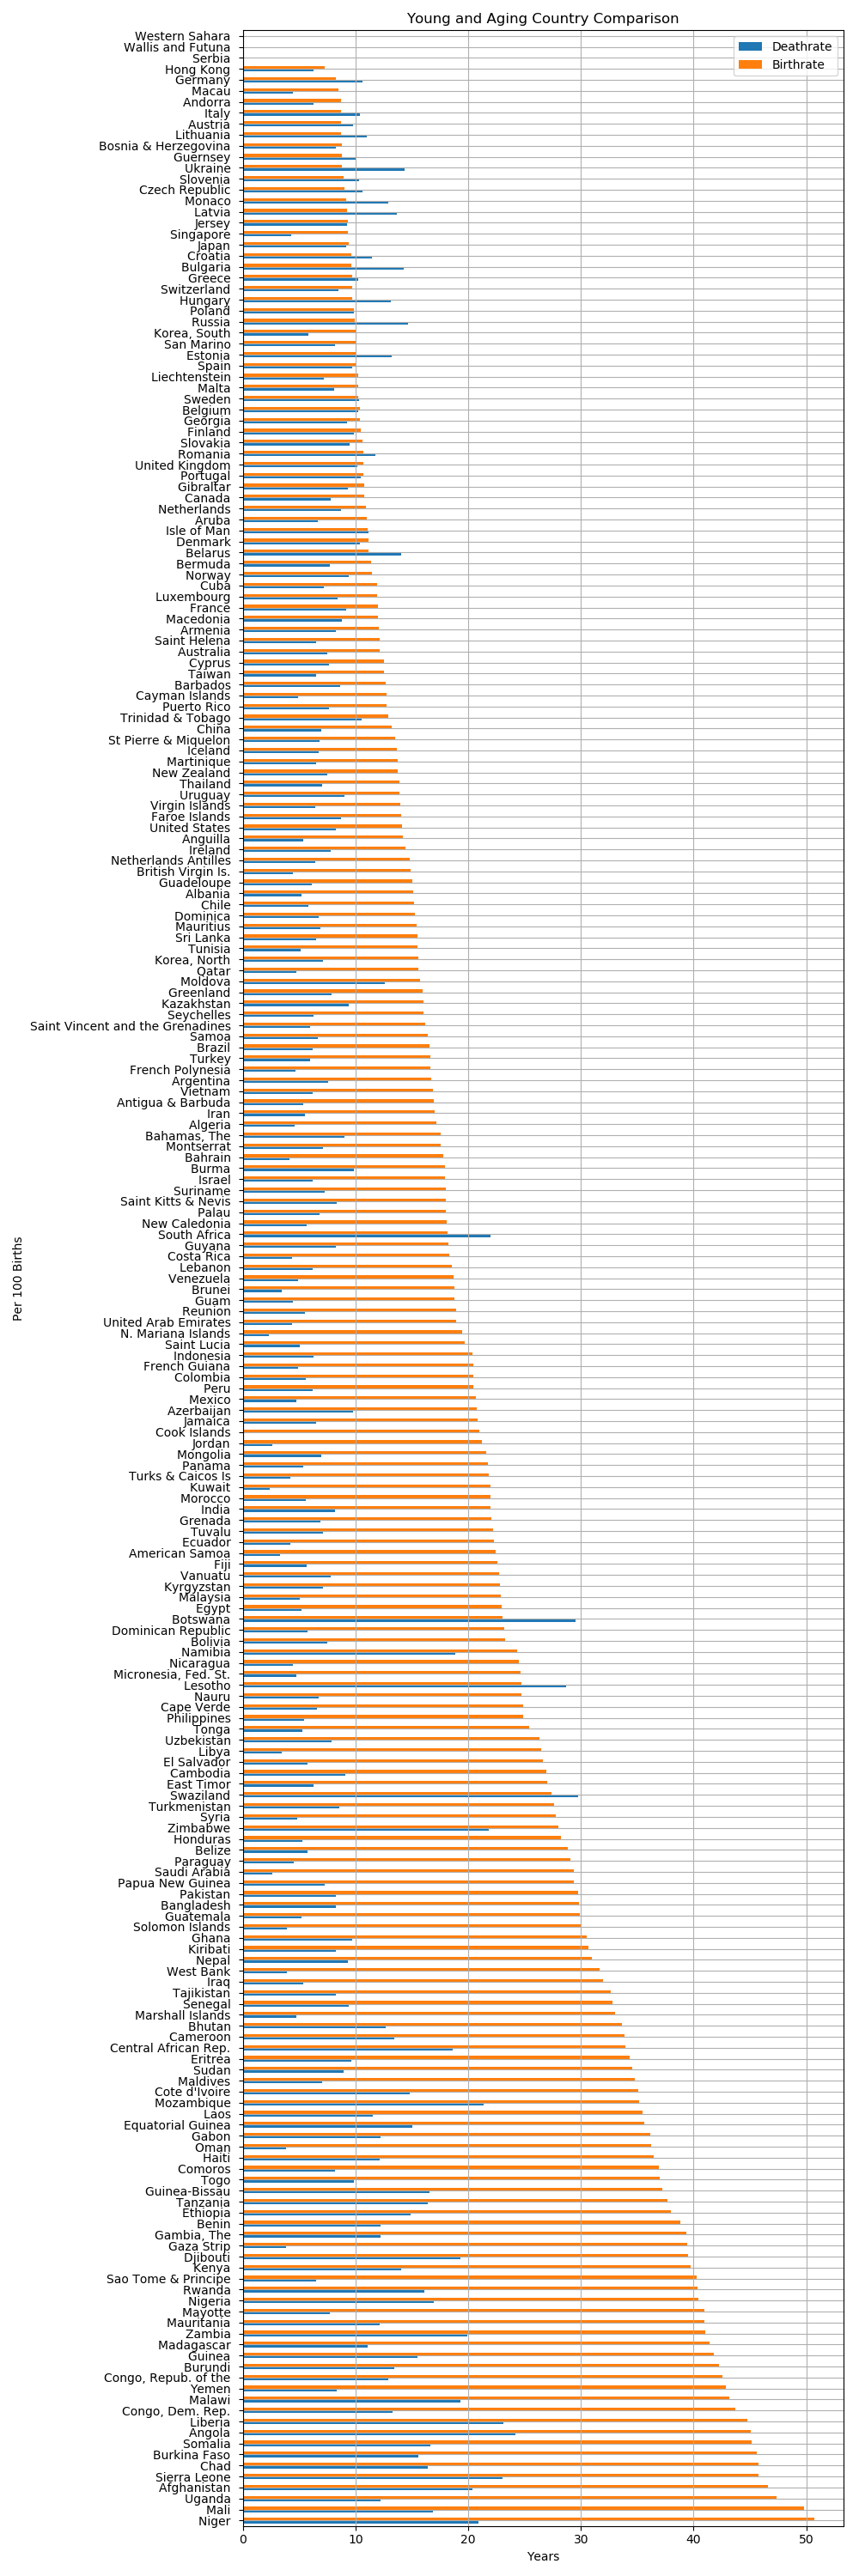 Young and Aging Country Comparison
Deathrate
Birthrate
Western Sahara
Wallis and Futuna
Serbia
Hong Kong
Germany
Macau
Andorra
Italy
Austria
Lithuania
Bosnia & Herzegovina
Guernsey
Ukraine
Slovenia
Czech Republic
Monaco
Latvia
Jersey
Singapore
Japan
Croatia
Bulgaria
Greece
Switzerland
Hungary
Poland
Russia
Korea, South
San Marino
Estonia
Spain
Liechtenstein
Malta
Sweden
Belgium
Georgia
Finland
Slovakia
Romania
United Kingdom
Portugal
Gibraltar
Canada
Netherlands
Aruba
Isle of Man
Denmark
Belarus
Bermuda
Norway
Cuba
Luxembourg
France
Macedonia
Armenia
Saint Helena
Australia
Cyprus
Taiwan
Barbados
Cayman Islands
Puerto Rico
Trinidad & Tobago
China
St Pierre & Miquelon
Iceland
Martinique
New Zealand
Thailand
Uruguay
Virgin Islands
Faroe Islands
United States
Anguilla
Ireland
Netherlands Antilles
British Virgin Is.
Guadeloupe
Albania
Chile
Dominica
Mauritius
Sri Lanka
Tunisia
Korea, North
Qatar
Moldova
Greenland
Kazakhstan
Seychelles
Saint Vincent and the Grenadines
Samoa
Brazil
Turkey
French Polynesia
Argentina
Vietnam
Antigua & Barbuda
Iran
Algeria
Bahamas, The
Montserrat
Bahrain
Burma
Israel
Suriname
Saint Kitts & Nevis
Palau
New Caledonia
South Africa
Guyana
Costa Rica
Lebanon
Venezuela
Brunei
Guam
Reunion
United Arab Emirates
N. Mariana Islands
Saint Lucia
Indonesia
French Guiana
Colombia
Peru
Mexico
Azerbaijan
Jamaica
Cook Islands
Jordan
Mongolia
Panama
Turks & Caicos Is
Kuwait
Morocco
India
Grenada
Tuvalu
Ecuador
American Samoa
Fiji
Vanuatu
Kyrgyzstan
Malaysia
Egypt
Botswana
Dominican Republic
Bolivia
Namibia
Nicaragua
Micronesia, Fed. St.
Lesotho
Nauru
Cape Verde
Philippines
Tonga
Uzbekistan
Libya
El Salvador
Cambodia
East Timor
Swaziland
Turkmenistan
Syria
Zimbabwe
Honduras
Belize
Paraguay
Saudi Arabia
Papua New Guinea
Pakistan
Bangladesh
Guatemala
Solomon Islands
Ghana
Kiribati
Nepal
West Bank
Iraq
Tajikistan
Senegal
Marshall Islands
Bhutan
Cameroon
Central African Rep.
Eritrea
Sudan
Maldives
Cote d'Ivoire
Mozambique
Laos
Equatorial Guinea
Gabon
Oman
Haiti
Comoros
Togo
Guinea-Bissau
Tanzania
Ethiopia
Benin
Gambia, The
Gaza Strip
Djibouti
Kenya
Sao Tome & Principe
Rwanda
Nigeria
Mayotte
Mauritania
Zambia
Madagascar
Guinea
Burundi
Congo, Repub. of the
Yemen
Malawi
Congo, Dem. Rep.
Liberia
Angola
Somalia
Burkina Faso
Chad
Sierra Leone
Afghanistan
Uganda
Mali
Niger
Per 100 Births
0 10 20 30 40 50
Years